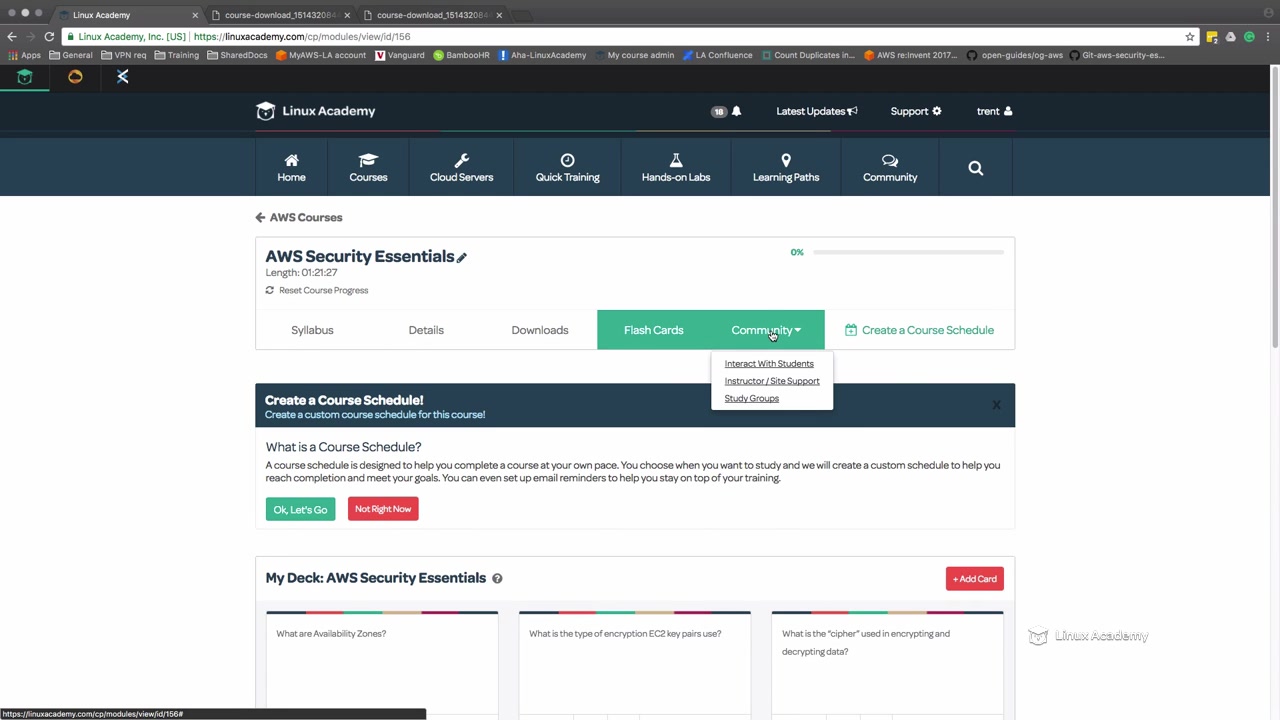 Linux Academy
course-download_151432084
course-download_151432084
Linux Academy, Inc. [US] | https://linuxacademy.com/cp/modules/view/id/156
Apps General VPN req Training SharedDocs MyAWS-LA account Vanguard BambooHR Aha-LinuxAcademy My course admin LA Confluence Count Duplicates in... AWS re:Invent 2017... open-guides/og-aws Git-aws-security-es...
Linux Academy 18 Latest Updates Support trent
Home Courses Cloud Servers Quick Training Hands-on Labs Learning Paths Community
AWS Courses
AWS Security Essentials 0%
Length: 01:21:27
Reset Course Progress
Syllabus Details Downloads Flash Cards Community Create a Course Schedule
Interact With Students
Instructor / Site Support
Study Groups
Create a Course Schedule! X
Create a custom course schedule for this course!
What is a Course Schedule?
A course schedule is designed to help you complete a course at your own pace. You choose when you want to study and we will create a custom schedule to help you
reach completion and meet your goals. You can even set up email reminders to help you stay on top of your training.
Ok, Let's Go Not Right Now
My Deck: AWS Security Essentials + Add Card
What are Availability Zones?
What is the type of encryption EC2 key pairs use?
What is the "cipher" used in encrypting and
decrypting data?
Linux Academy
https://linuxacademy.com/cp/modules/view/id/156#